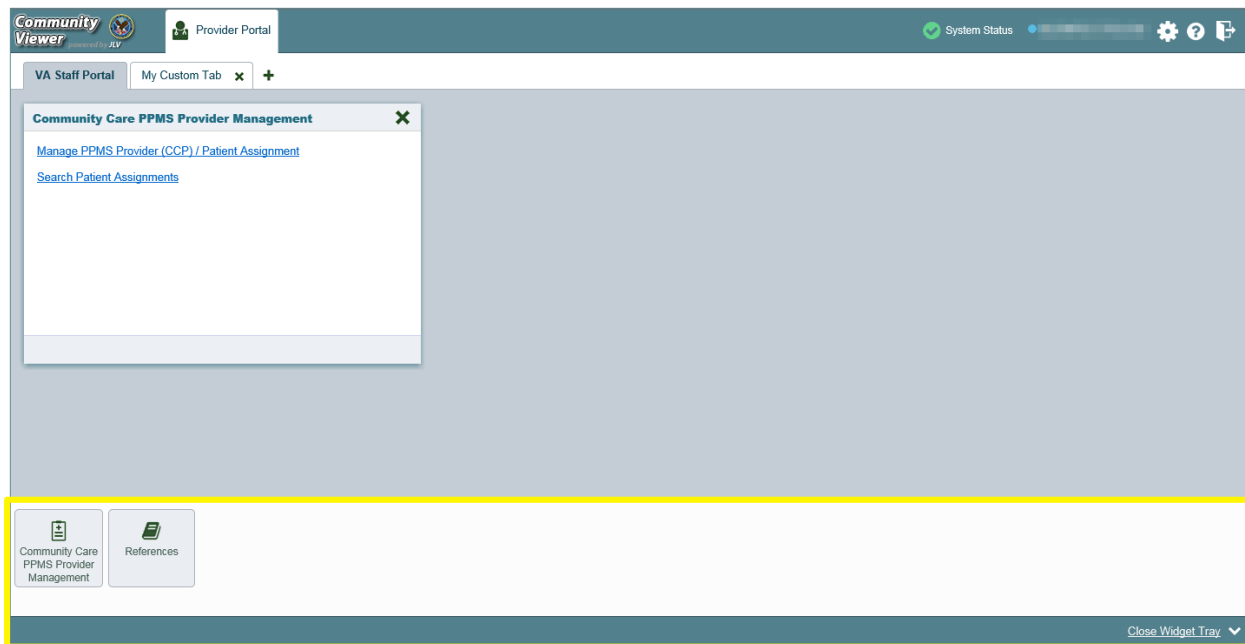 Community
Viewer powered by JLV
Provider Portal
System Status
VA Staff Portal
My Custom Tab
Community Care PPMS Provider Management
Manage PPMS Provider (CCP) / Patient Assignment
Search Patient Assignments
Community Care
PPMS Provider
Management
References
Close Widget Tray